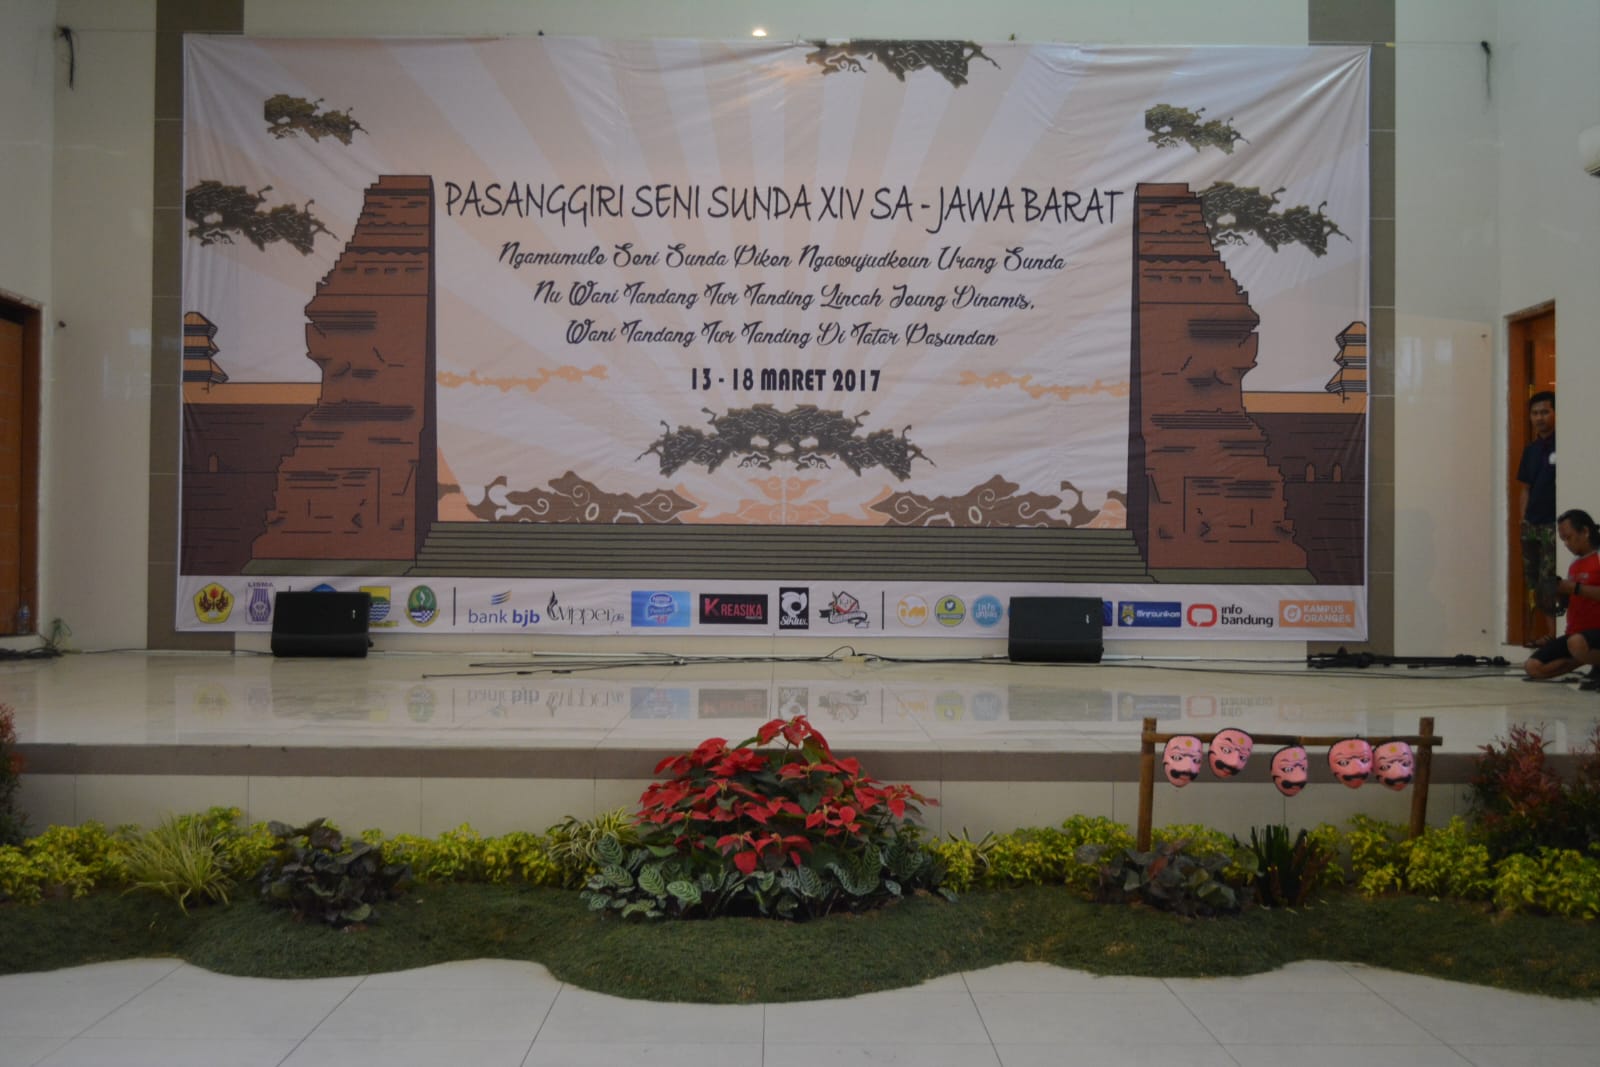 PASANGGIRI SENI SUNDA XIV SA - JAWA BARAT
Ngamumule Seni Sunda Piken Ngawujudkeun Urang Sunda
Nu Wani Tandang Tur Tanding Lincah Jeung Dinamis,
Wani Tandang Tur Tanding Di Tatar Pasundan
13 - 18 MARET 2017
LISMA
bank bjb
KREASIKA
info
bandung
KAMPUS
ORANGES